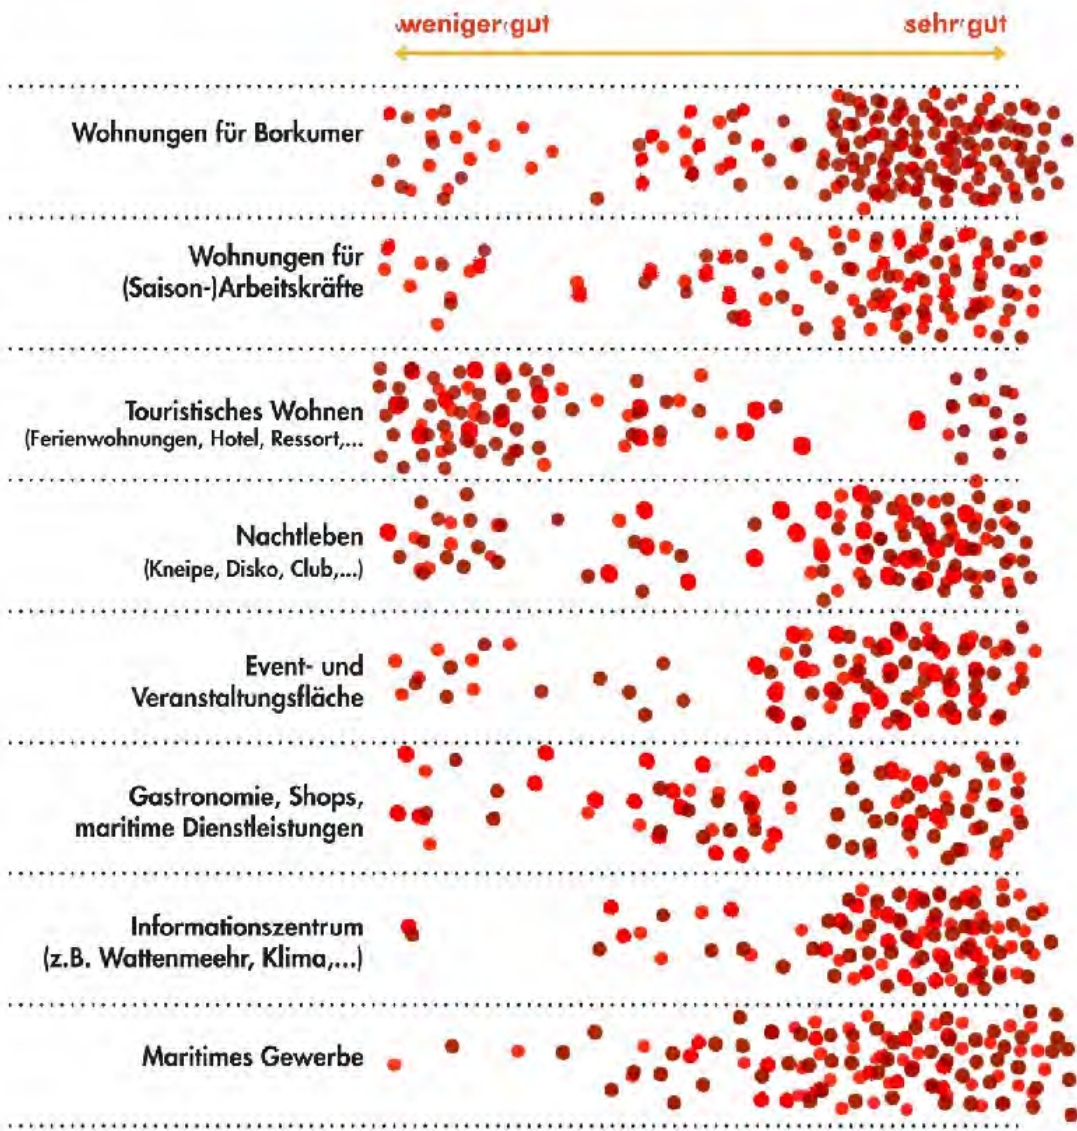 weniger gut
sehr gut
Wohnungen für Borkumer
Wohnungen für
(Saison-)Arbeitskräfte
Touristisches Wohnen
(Ferienwohnungen, Hotel, Ressort,...
Nachtleben
(Kneipe, Disko, Club,...)
Event- und
Veranstaltungsfläche
Gastronomie, Shops,
maritime Dienstleistungen
Informationszentrum
(z.B. Wattenmeehr, Klima,...)
Maritimes Gewerbe